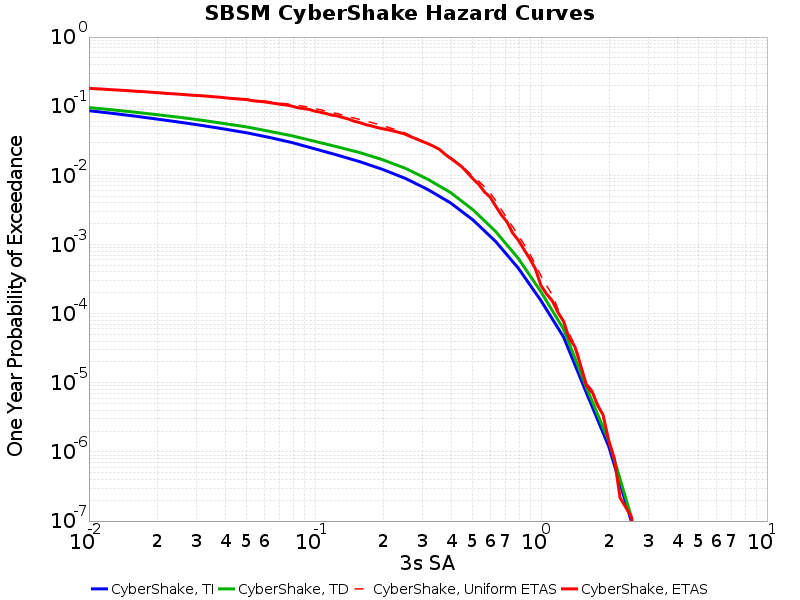 SBSM CyberShake Hazard Curves
One Year Probability of Exceedance
10^0
10^-1
10^-2
10^-3
10^-4
10^-5
10^-6
10^-7
10^-2 2 3 4 5 6 10^-1 2 3 4 5 6 7 10^0 2 3 4 5 6 7 10^1
3s SA
CyberShake, TI CyberShake, TD CyberShake, Uniform ETAS CyberShake, ETAS